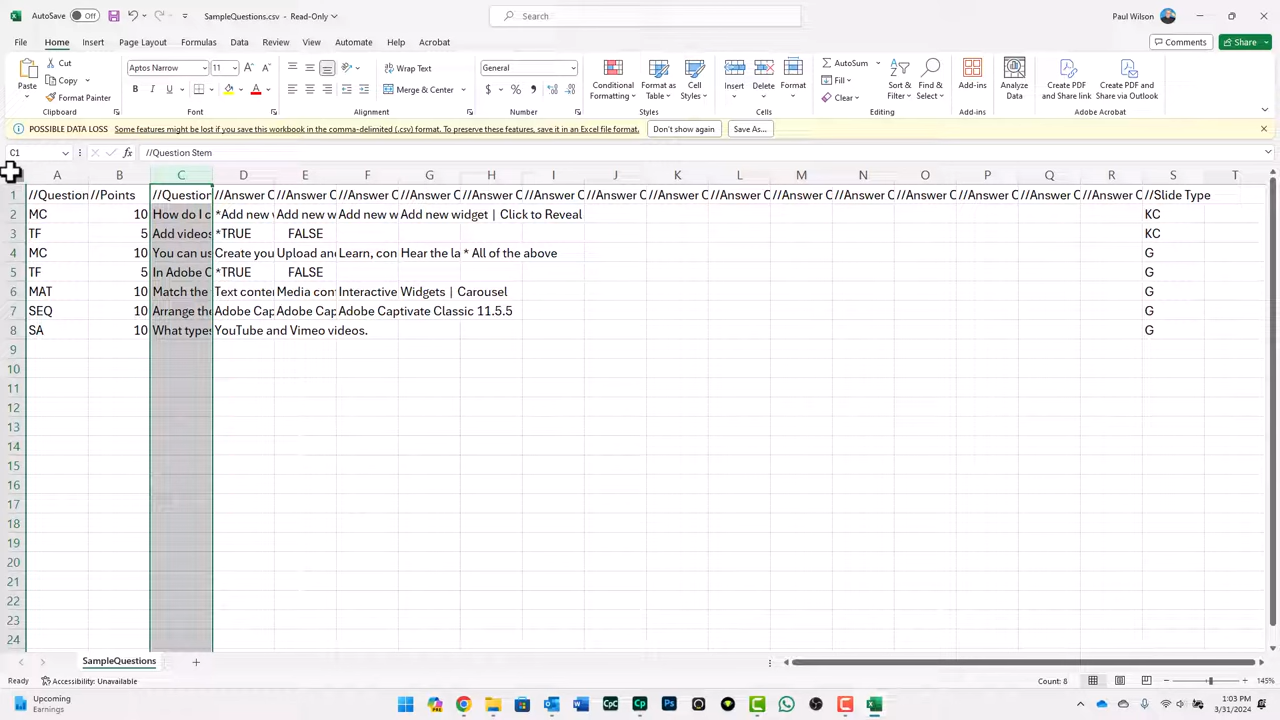 AutoSave Off SampleQuestions.csv • Read-Only Search Paul Wilson
File Home Insert Page Layout Formulas Data Review View Automate Help Acrobat Comments Share
Paste Cut Copy Format Painter Clipboard
Aptos Narrow 11 B I U Font
Wrap Text Merge & Center Alignment
General $ % Number
Conditional Formatting Format as Table Cell Styles Styles
Insert Delete Format Cells
AutoSum Fill Clear Sort & Filter Find & Select Editing
Add-ins Add-ins
Analyze Data
Create PDF and Share link Create PDF and Share via Outlook Adobe Acrobat
POSSIBLE DATA LOSS Some features might be lost if you save this workbook in the comma-delimited (.csv) format. To preserve these features, save it in an Excel file format. Don't show again Save As...
C1 fx //Question Stem
A B C D E F G H I J K L M N O P Q R S T
1 //Question //Points //Question //Answer C //Answer C //Answer C //Answer C //Answer C //Answer C //Answer C //Answer C //Answer C //Answer C //Answer C //Answer C //Answer C //Answer C //Answer C //Slide Type
2 MC 10 How do I c *Add new w Add new w Add new w Add new widget | Click to Reveal KC
3 TF 5 Add videos *TRUE FALSE KC
4 MC 10 You can us Create you Upload and Learn, con Hear the la * All of the above G
5 TF 5 In Adobe C *TRUE FALSE G
6 MAT 10 Match the Text conter Media con Interactive Widgets | Carousel G
7 SEQ 10 Arrange the Adobe Cap Adobe Cap Adobe Captivate Classic 11.5.5 G
8 SA 10 What types YouTube and Vimeo videos. G
9
10
11
12
13
14
15
16
17
18
19
20
21
22
23
24
SampleQuestions
Ready Accessibility: Unavailable Count: 8 145%
Upcoming
Earnings
1:03 PM
3/31/2024